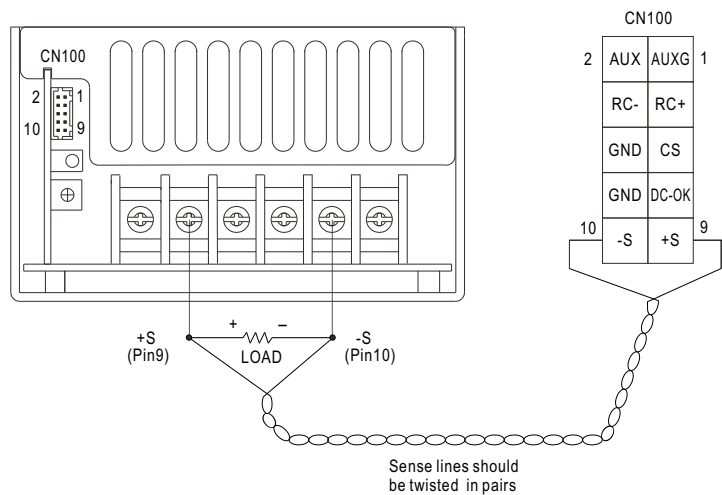 CN100
2 1
10 9
+S
(Pin9)
+ –
LOAD
-S
(Pin10)
Sense lines should
be twisted in pairs
CN100
2 AUX AUXG 1
RC- RC+
GND CS
GND DC-OK
10 -S +S 9